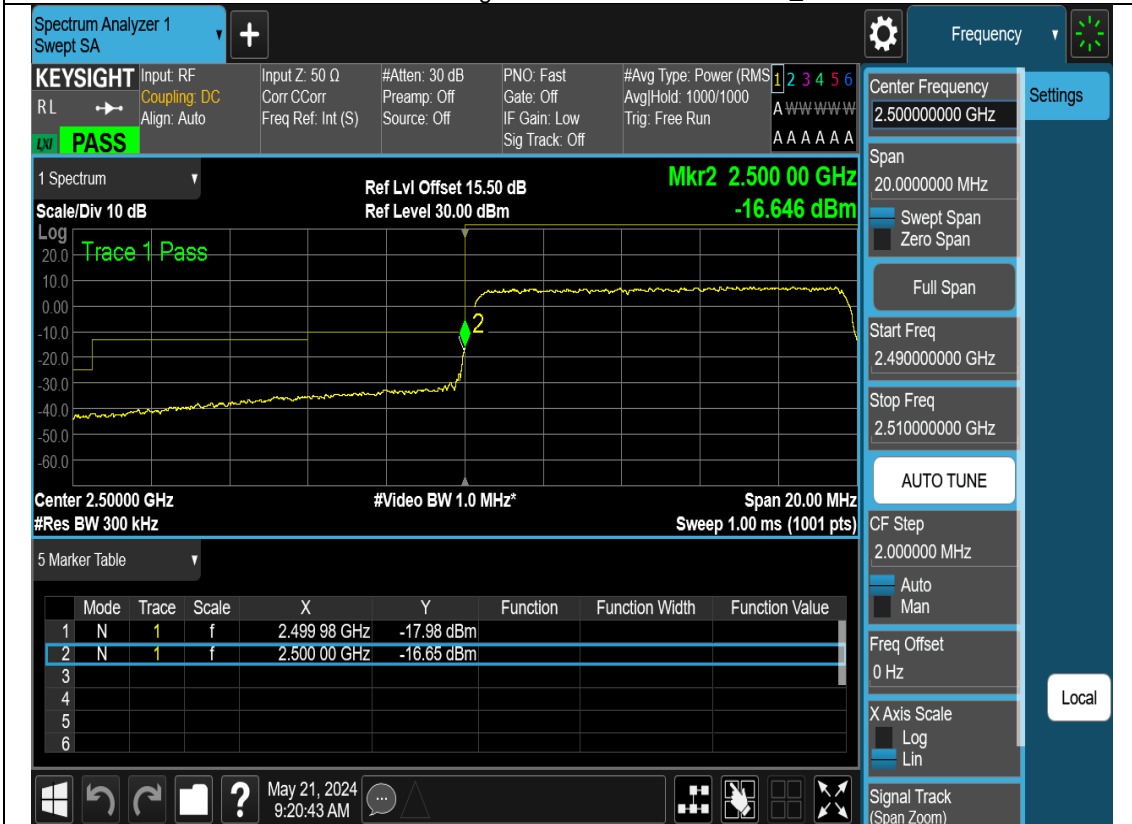 Spectrum Analyzer 1
Swept SA
Frequency
KEYSIGHT
RL
LXI
PASS
Input: RF
Coupling: DC
Align: Auto
Input Z: 50 Ω
Corr CCorr
Freq Ref: Int (S)
#Atten: 30 dB
Preamp: Off
Source: Off
PNO: Fast
Gate: Off
IF Gain: Low
Sig Track: Off
#Avg Type: Power (RMS
Avg|Hold: 1000/1000
Trig: Free Run
1 2 3 4 5 6
A W W W W W
A A A A A A
1 Spectrum
Ref Lvl Offset 15.50 dB
Mkr2 2.500 00 GHz
Scale/Div 10 dB
Ref Level 30.00 dBm
-16.646 dBm
Log
Trace 1 Pass
20.0
10.0
0.00
-10.0
-20.0
-30.0
-40.0
-50.0
-60.0
2
Center 2.50000 GHz
#Video BW 1.0 MHz*
Span 20.00 MHz
#Res BW 300 kHz
Sweep 1.00 ms (1001 pts)
5 Marker Table
Mode Trace Scale X Y Function Function Width Function Value
1 N 1 f 2.499 98 GHz -17.98 dBm
2 N 1 f 2.500 00 GHz -16.65 dBm
3
4
5
6
?
May 21, 2024
9:20:43 AM
Center Frequency
2.500000000 GHz
Span
20.0000000 MHz
Swept Span
Zero Span
Full Span
Start Freq
2.490000000 GHz
Stop Freq
2.510000000 GHz
AUTO TUNE
CF Step
2.000000 MHz
Auto
Man
Freq Offset
0 Hz
X Axis Scale
Log
Lin
Signal Track
(Span Zoom)
Settings
Local